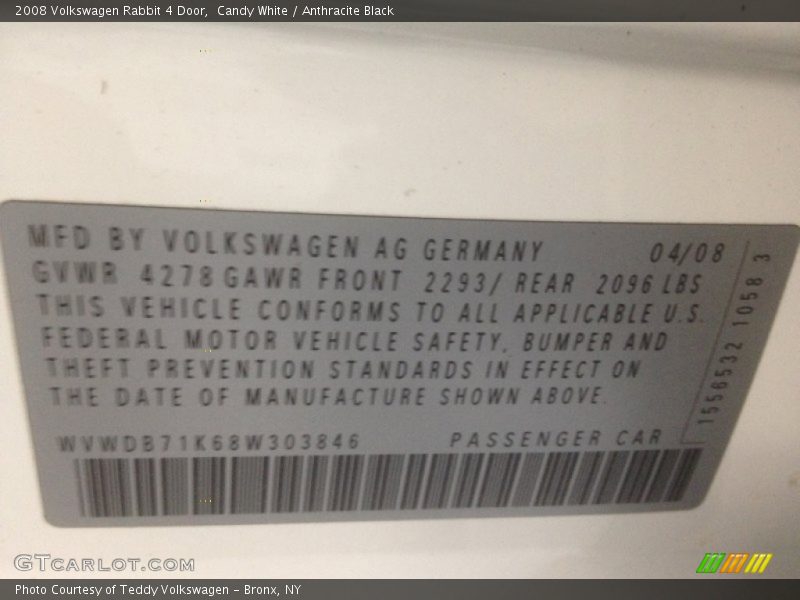 2008 Volkswagen Rabbit 4 Door, Candy White / Anthracite Black
MFD BY VOLKSWAGEN AG GERMANY 04/08
GVWR 4278 GAWR FRONT 2293/ REAR 2096 LBS
THIS VEHICLE CONFORMS TO ALL APPLICABLE U.S.
FEDERAL MOTOR VEHICLE SAFETY, BUMPER AND
THEFT PREVENTION STANDARDS IN EFFECT ON
THE DATE OF MANUFACTURE SHOWN ABOVE.
WVWDB71K68W303846 PASSENGER CAR
1556532 1058 3
GTCARLOT.COM
Photo Courtesy of Teddy Volkswagen - Bronx, NY